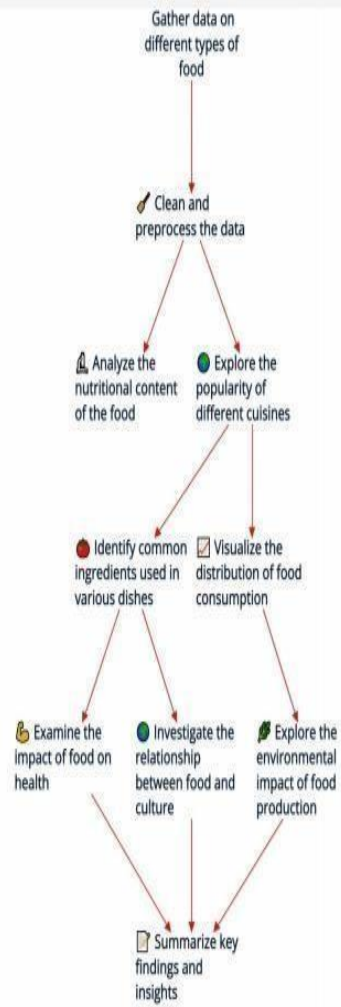 Gather data on
different types of
food
Clean and
preprocess the data
Analyze the
nutritional content
of the food
Explore the
popularity of
different cuisines
Identify common
ingredients used in
various dishes
Visualize the
distribution of food
consumption
Examine the
impact of food on
health
Investigate the
relationship
between food and
culture
Explore the
environmental
impact of food
production
Summarize key
findings and
insights